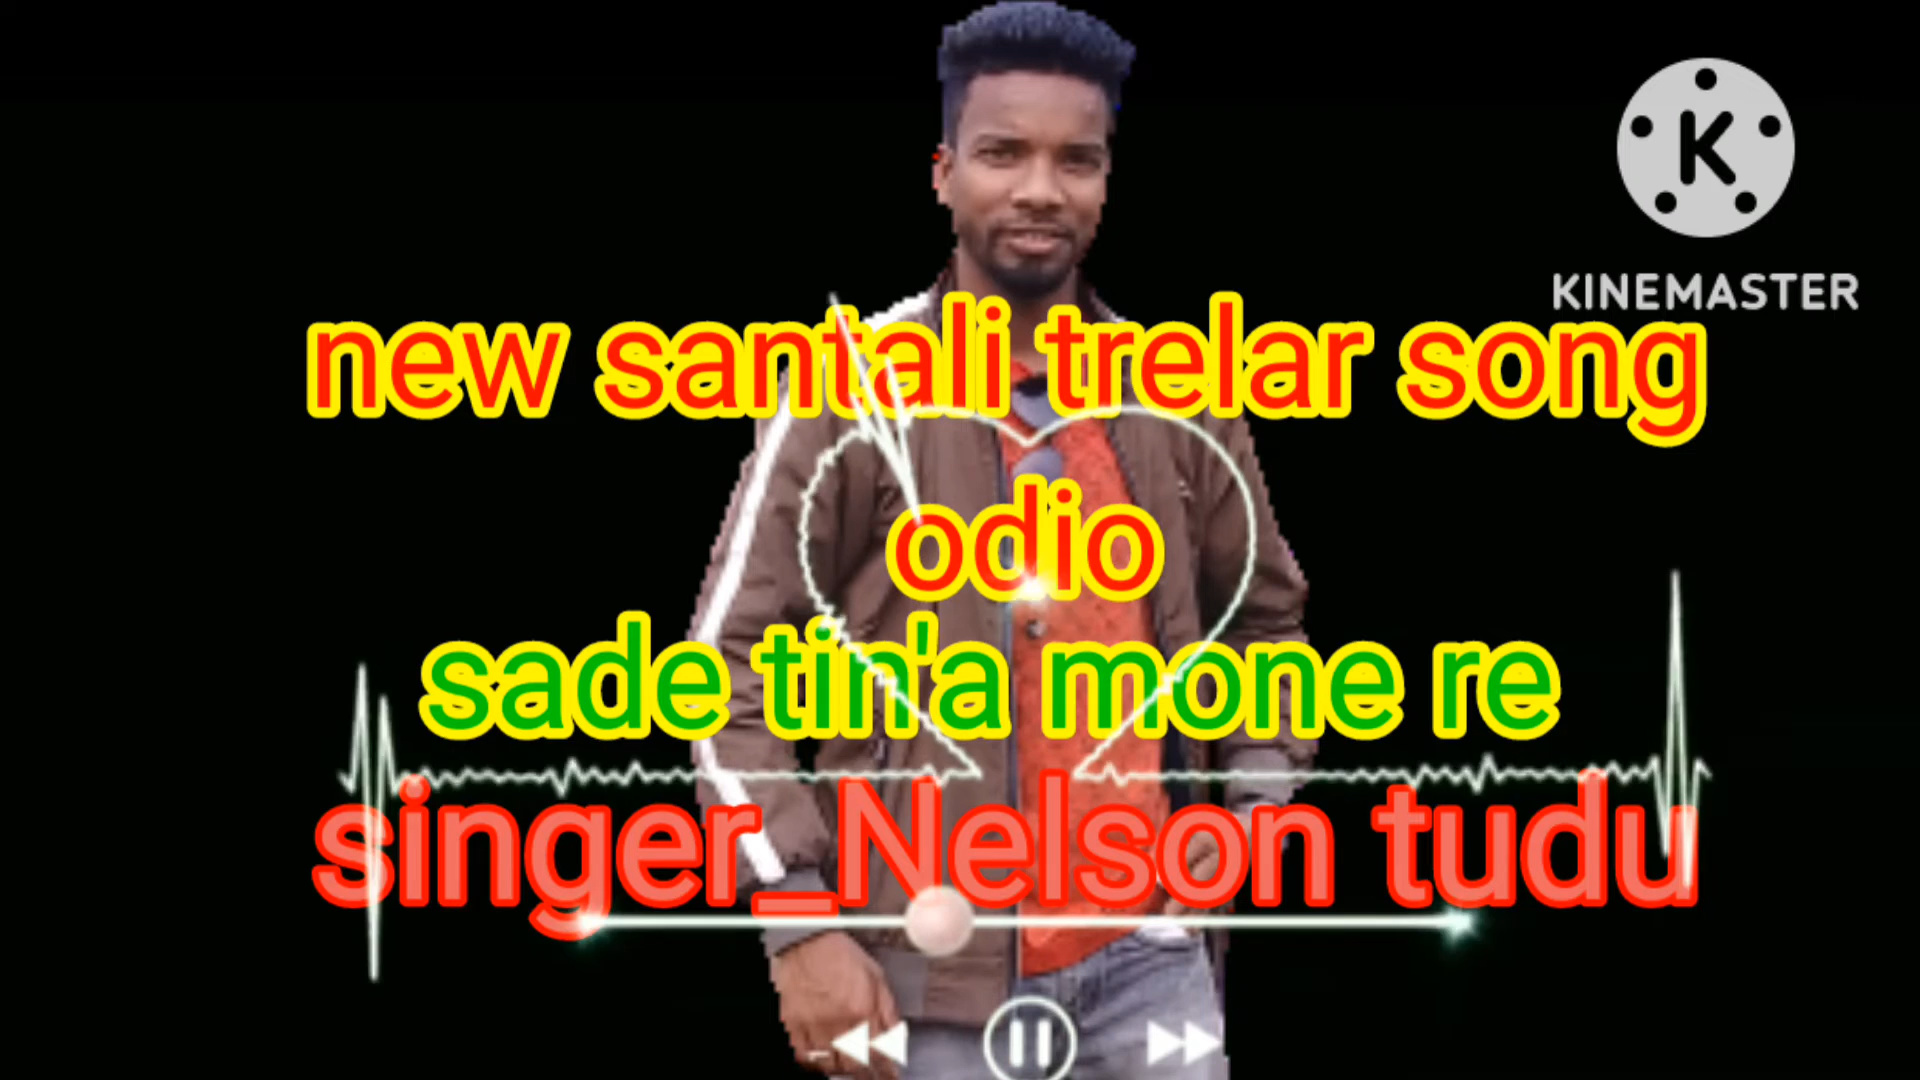 KINEMASTER
new santali trelar song
odio
sade tin'a mone re
singer_Nelson tudu